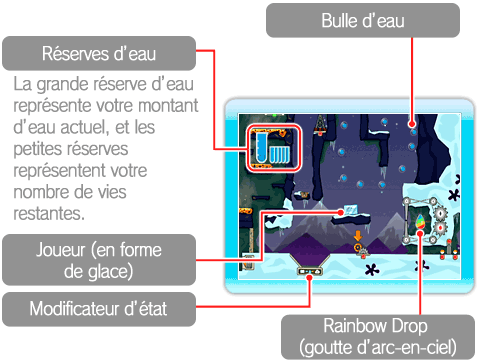 Bulle d'eau
Réserves d'eau
La grande réserve d'eau
représente votre montant
d'eau actuel, et les
petites réserves
représentent votre
nombre de vies
restantes.
Joueur (en forme
de glace)
Modificateur d'état
Rainbow Drop
(goutte d'arc-en-ciel)